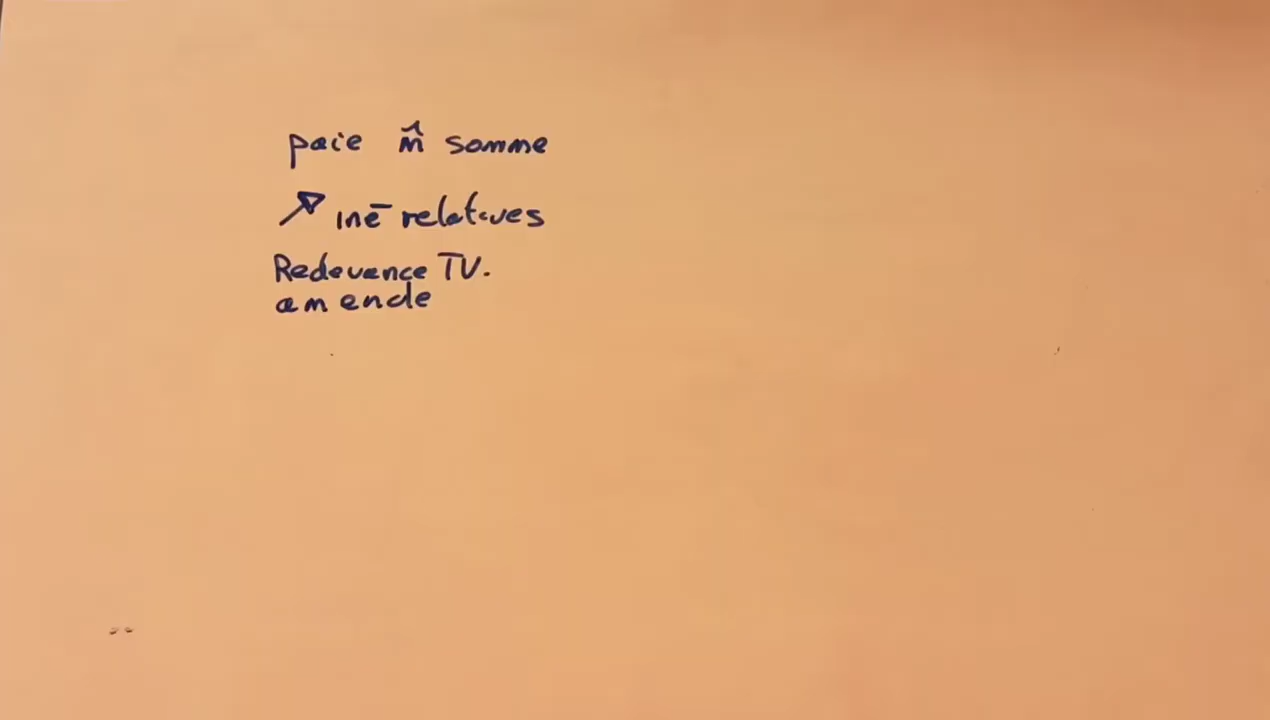 paie m̂ somme
↗ inē relatives
Redevance TV.
amende